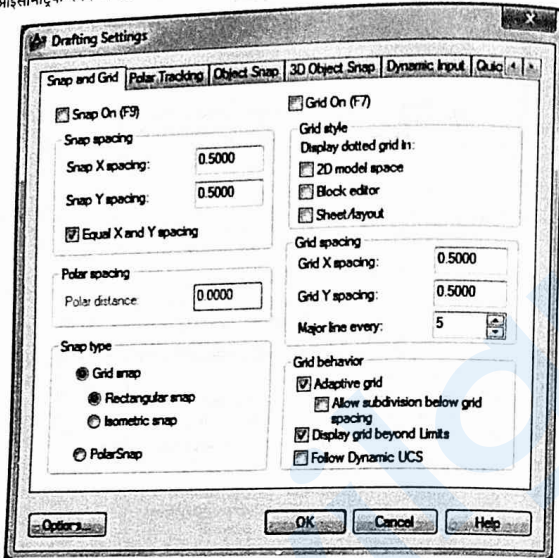 Drafting Settings
Snap and Grid Polar Tracking Object Snap 3D Object Snap Dynamic Input Quic
Snap On (F9)
Snap spacing
Snap X spacing: 0.5000
Snap Y spacing: 0.5000
Equal X and Y spacing
Polar spacing
Polar distance: 0.0000
Snap type
Grid snap
Rectangular snap
Isometric snap
PolarSnap
Grid On (F7)
Grid style
Display dotted grid in:
2D model space
Block editor
Sheet/layout
Grid spacing
Grid X spacing: 0.5000
Grid Y spacing: 0.5000
Major line every: 5
Grid behavior
Adaptive grid
Allow subdivision below grid
spacing
Display grid beyond Limits
Follow Dynamic UCS
Options... OK Cancel Help